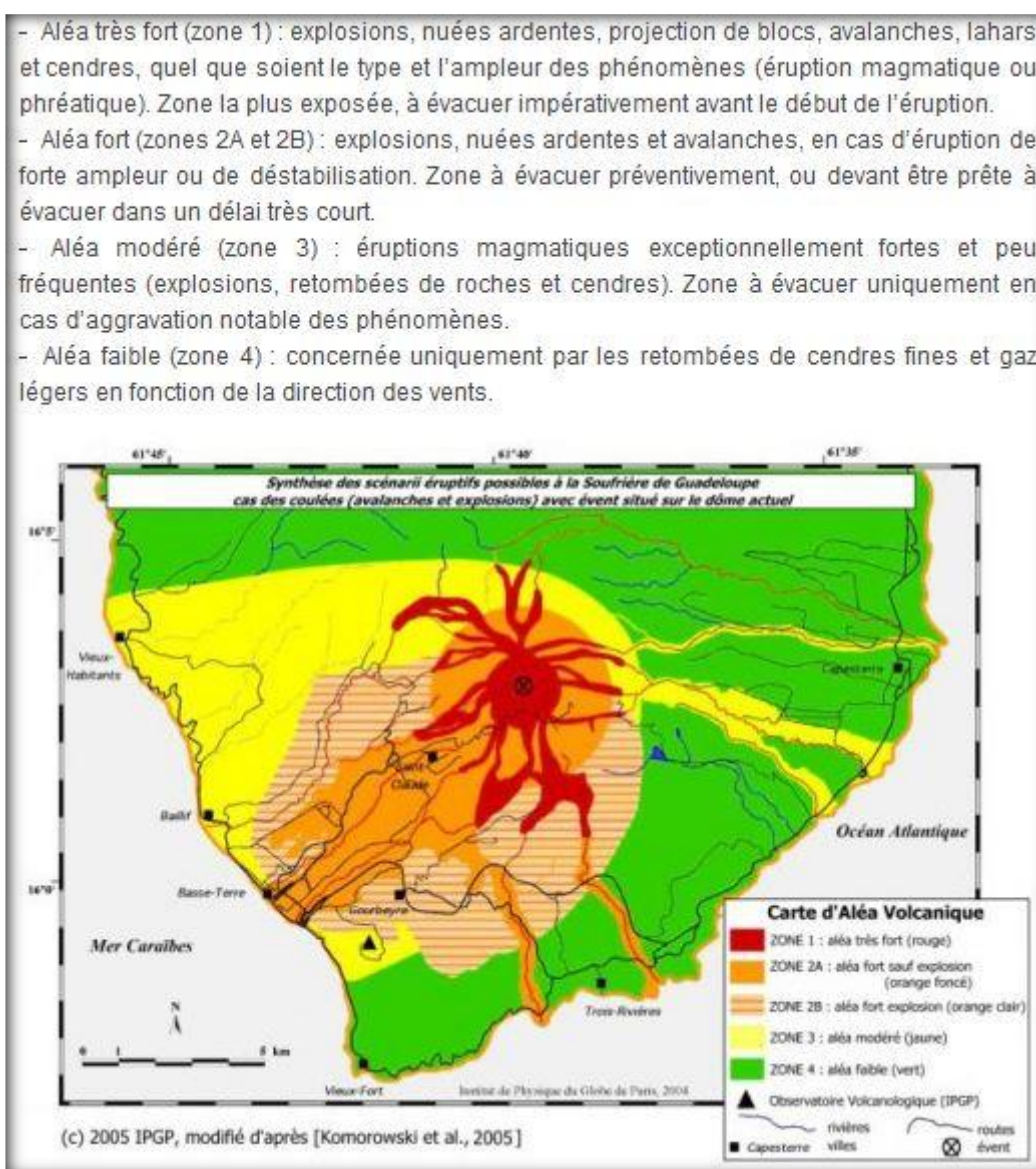 - Aléa très fort (zone 1) : explosions, nuées ardentes, projection de blocs, avalanches, lahars
et cendres, quel que soient le type et l'ampleur des phénomènes (éruption magmatique ou
phréatique). Zone la plus exposée, à évacuer impérativement avant le début de l'éruption.
- Aléa fort (zones 2A et 2B) : explosions, nuées ardentes et avalanches, en cas d'éruption de
forte ampleur ou de déstabilisation. Zone à évacuer préventivement, ou devant être prête à
évacuer dans un délai très court.
- Aléa modéré (zone 3) : éruptions magmatiques exceptionnellement fortes et peu
fréquentes (explosions, retombées de roches et cendres). Zone à évacuer uniquement en
cas d'aggravation notable des phénomènes.
- Aléa faible (zone 4) : concernée uniquement par les retombées de cendres fines et gaz
légers en fonction de la direction des vents.
61°45'
61°40'
61°35'
Synthèse des scénarii éruptifs possibles à la Soufrière de Guadeloupe
cas des coulées (avalanches et explosions) avec évent situé sur le dôme actuel
16°5'
Vieux-
Habitants
Capesterre
Saint-
Claude
Baillif
Océan Atlantique
16°0'
Basse-Terre
Gourbeyre
Mer Caraïbes
Trois-Rivières
N
0 1 5 km
Vieux-Fort
Institut de Physique du Globe de Paris, 2004
Carte d'Aléa Volcanique
ZONE 1 : aléa très fort (rouge)
ZONE 2A : aléa fort sauf explosion
(orange foncé)
ZONE 2B : aléa fort explosion (orange clair)
ZONE 3 : aléa modéré (jaune)
ZONE 4 : aléa faible (vert)
Observatoire Volcanologique (IPGP)
rivières routes
Capesterre villes évent
(c) 2005 IPGP, modifié d'après [Komorowski et al., 2005]